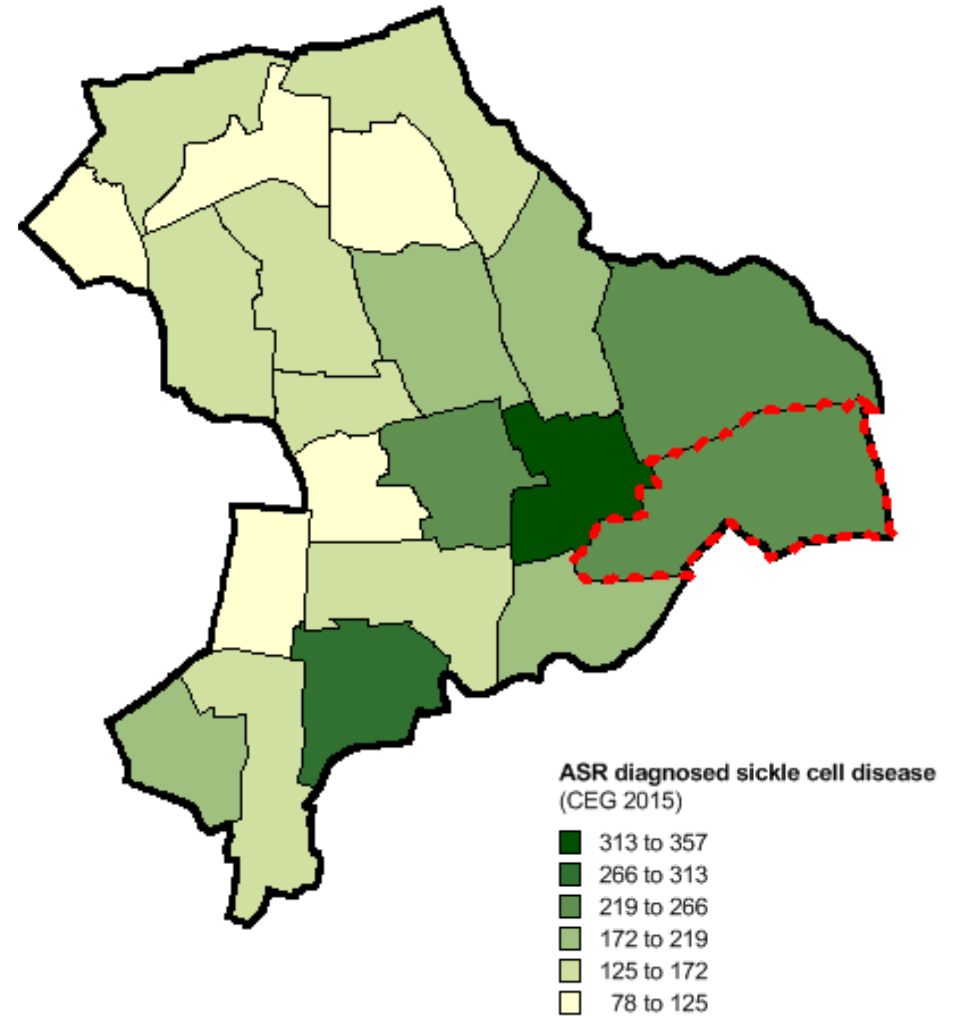 ASR diagnosed sickle cell disease
(CEG 2015)
313 to 357
266 to 313
219 to 266
172 to 219
125 to 172
78 to 125